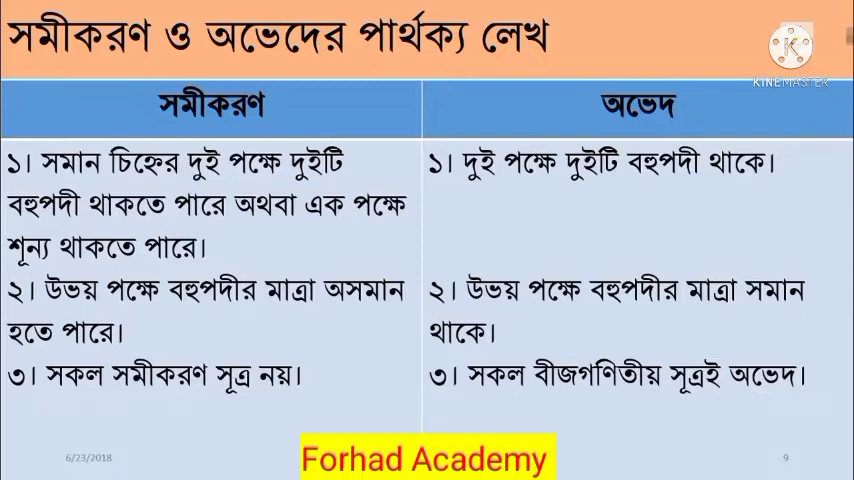 সমীকরণ ও অভেদের পার্থক্য লেখ
KINEMASTER
সমীকরণ
অভেদ
১। সমান চিহ্নের দুই পক্ষে দুইটি
বহুপদী থাকতে পারে অথবা এক পক্ষে
শূন্য থাকতে পারে।
১। দুই পক্ষে দুইটি বহুপদী থাকে।
২। উভয় পক্ষে বহুপদীর মাত্রা অসমান
হতে পারে।
২। উভয় পক্ষে বহুপদীর মাত্রা সমান
থাকে।
৩। সকল সমীকরণ সূত্র নয়।
৩। সকল বীজগণিতীয় সূত্রই অভেদ।
6/23/2018
Forhad Academy
9